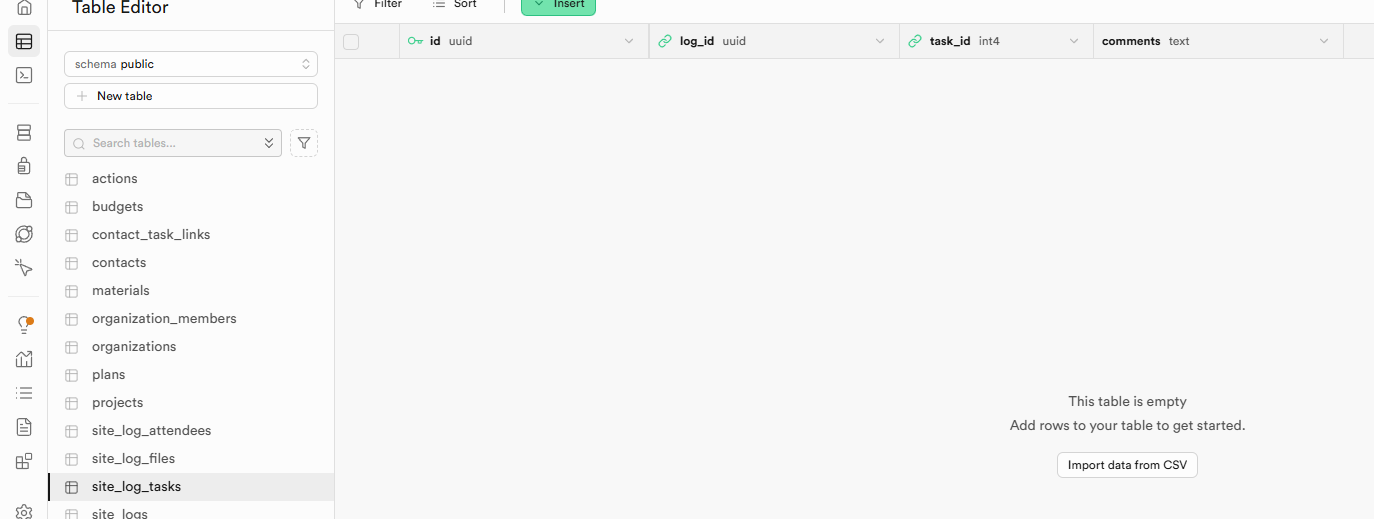 Table Editor
Filter Sort Insert
id uuid log_id uuid task_id int4 comments text
schema public
New table
Search tables...
actions
budgets
contact_task_links
contacts
materials
organization_members
organizations
plans
projects
site_log_attendees
site_log_files
site_log_tasks
site_logs
This table is empty
Add rows to your table to get started.
Import data from CSV